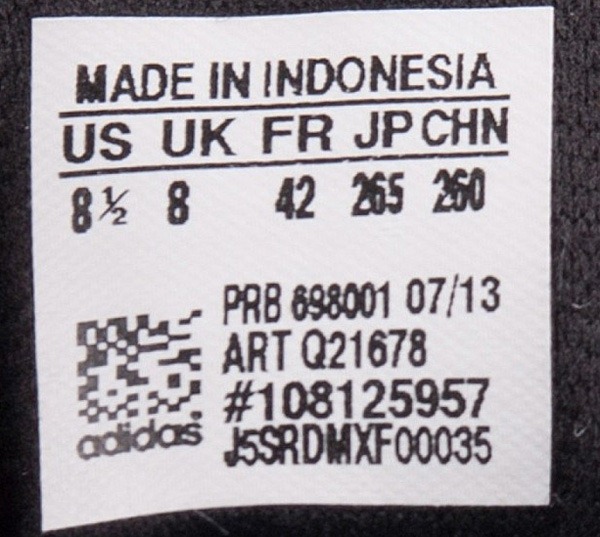 MADE IN INDONESIA
US UK FR JP CHN
8½ 8 42 265 260
PRB 698001 07/13
ART Q21678
#108125957
adidas J5SRDMXF00035